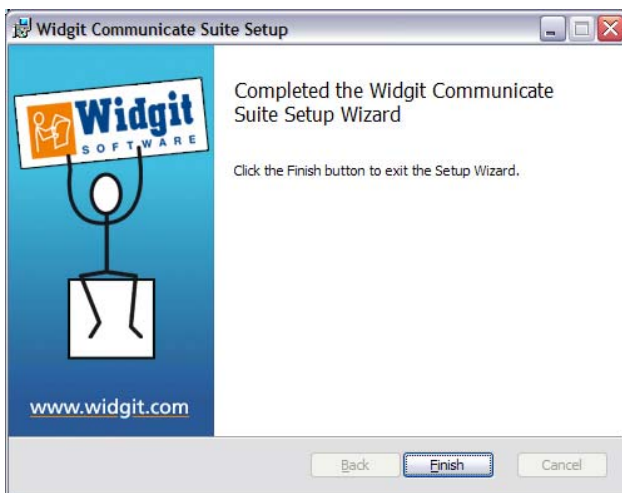 Widgit Communicate Suite Setup
Widgit
SOFTWARE
Completed the Widgit Communicate
Suite Setup Wizard
Click the Finish button to exit the Setup Wizard.
www.widgit.com
Back Finish Cancel